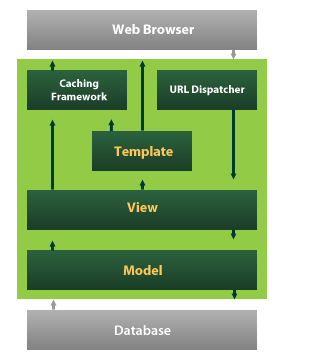 Web Browser
Caching
Framework
URL Dispatcher
Template
View
Model
Database